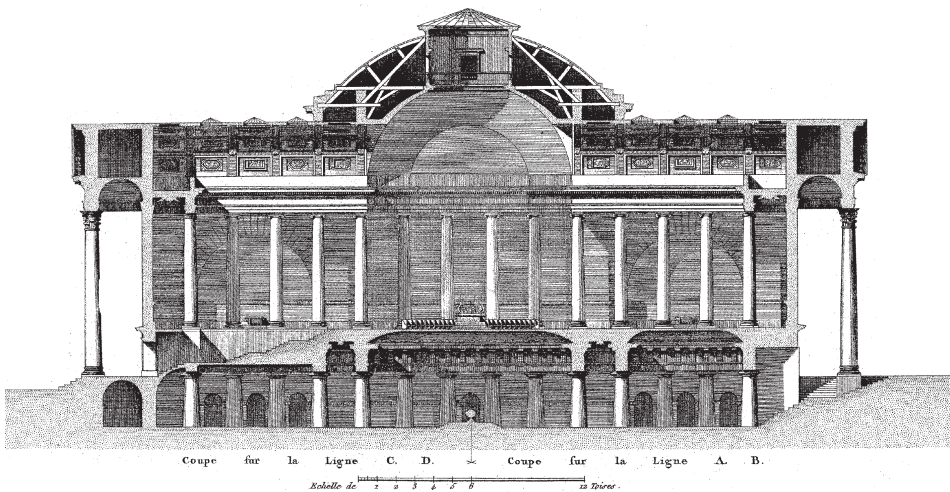 Coupe sur la Ligne C. D. Coupe sur la Ligne A. B.
Echelle de 1 2 3 4 5 6 12 Toises.